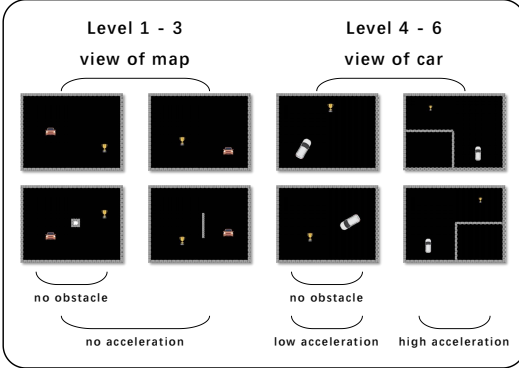 Level 1 - 3
view of map
Level 4 - 6
view of car
no obstacle
no obstacle
no acceleration
low acceleration
high acceleration